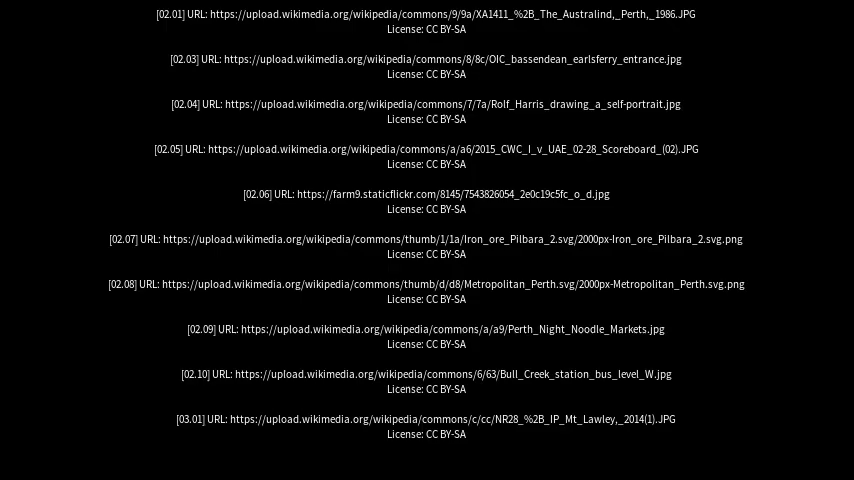 [02.01] URL: https://upload.wikimedia.org/wikipedia/commons/9/9a/XA1411_%2B_The_Australind,_Perth,_1986.JPG
License: CC BY-SA
[02.03] URL: https://upload.wikimedia.org/wikipedia/commons/8/8c/OIC_bassendean_earlsferry_entrance.jpg
License: CC BY-SA
[02.04] URL: https://upload.wikimedia.org/wikipedia/commons/7/7a/Rolf_Harris_drawing_a_self-portrait.jpg
License: CC BY-SA
[02.05] URL: https://upload.wikimedia.org/wikipedia/commons/a/a6/2015_CWC_I_v_UAE_02-28_Scoreboard_(02).JPG
License: CC BY-SA
[02.06] URL: https://farm9.staticflickr.com/8145/7543826054_2e0c19c5fc_o_d.jpg
License: CC BY-SA
[02.07] URL: https://upload.wikimedia.org/wikipedia/commons/thumb/1/1a/Iron_ore_Pilbara_2.svg/2000px-Iron_ore_Pilbara_2.svg.png
License: CC BY-SA
[02.08] URL: https://upload.wikimedia.org/wikipedia/commons/thumb/d/d8/Metropolitan_Perth.svg/2000px-Metropolitan_Perth.svg.png
License: CC BY-SA
[02.09] URL: https://upload.wikimedia.org/wikipedia/commons/a/a9/Perth_Night_Noodle_Markets.jpg
License: CC BY-SA
[02.10] URL: https://upload.wikimedia.org/wikipedia/commons/6/63/Bull_Creek_station_bus_level_W.jpg
License: CC BY-SA
[03.01] URL: https://upload.wikimedia.org/wikipedia/commons/c/cc/NR28_%2B_IP_Mt_Lawley,_2014(1).JPG
License: CC BY-SA